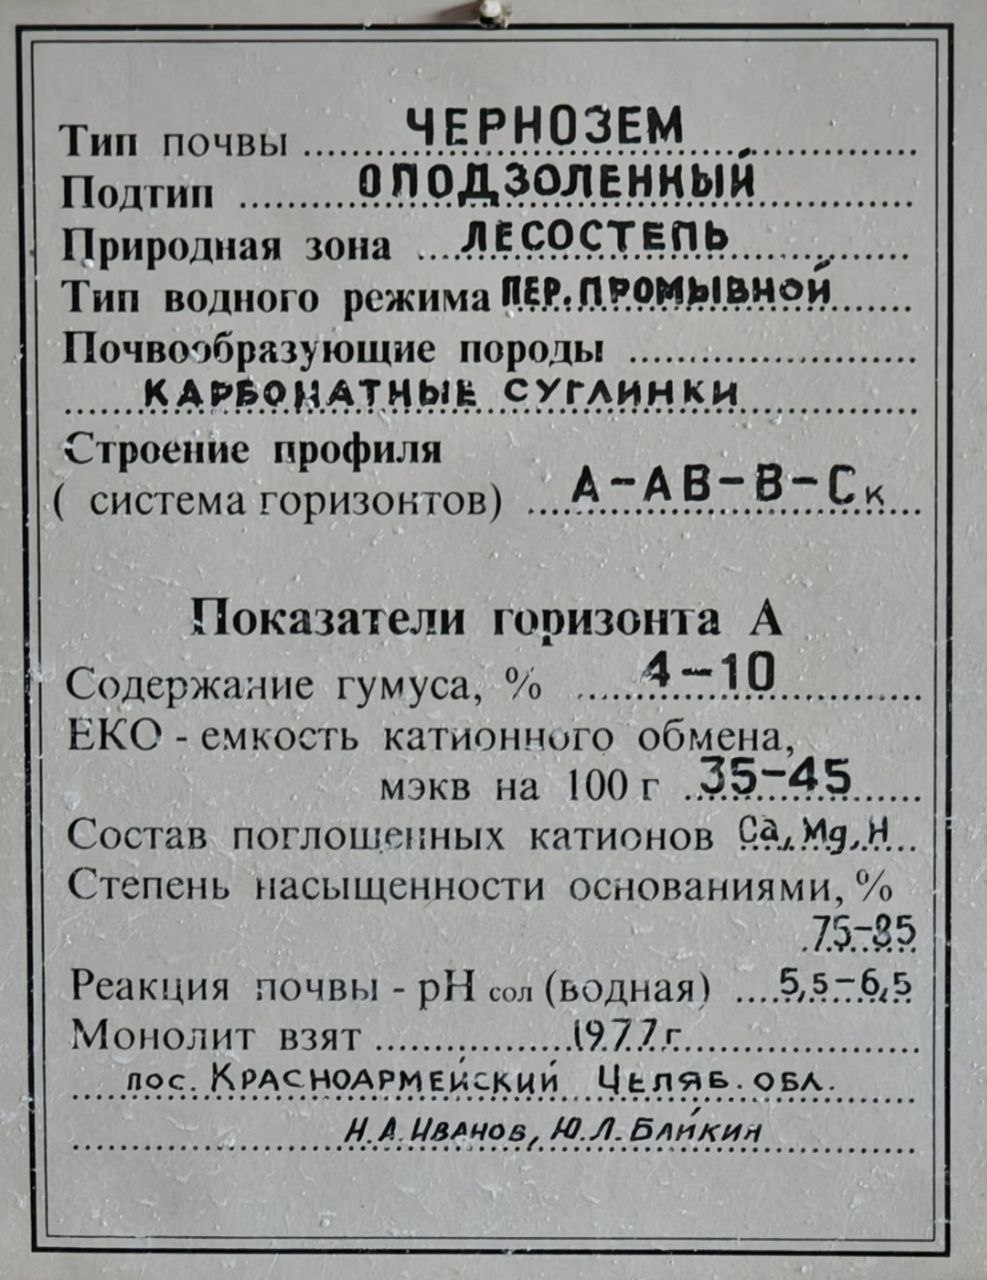 Тип почвы ЧЕРНОЗЕМ
Подтип ОПОДЗОЛЕННЫЙ
Природная зона ЛЕСОСТЕПЬ
Тип водного режима ПЕР. ПРОМЫВНОЙ
Почвообразующие породы
КАРБОНАТНЫЕ СУГЛИНКИ
Строение профиля
( система горизонтов) А-АВ-В-Ск
Показатели горизонта А
Содержание гумуса, % 4-10
ЕКО - емкость катионного обмена,
мэкв на 100 г 35-45
Состав поглощенных катионов Ca, Mg, H
Степень насыщенности основаниями, %
75-85
Реакция почвы - pH сол (водная) 5,5-6,5
Монолит взят 1977 г.
пос. КРАСНОАРМЕЙСКИЙ ЧЕЛЯБ. ОБЛ.
Н. А. ИВАНОВ, Ю. Л. БАЙКИН